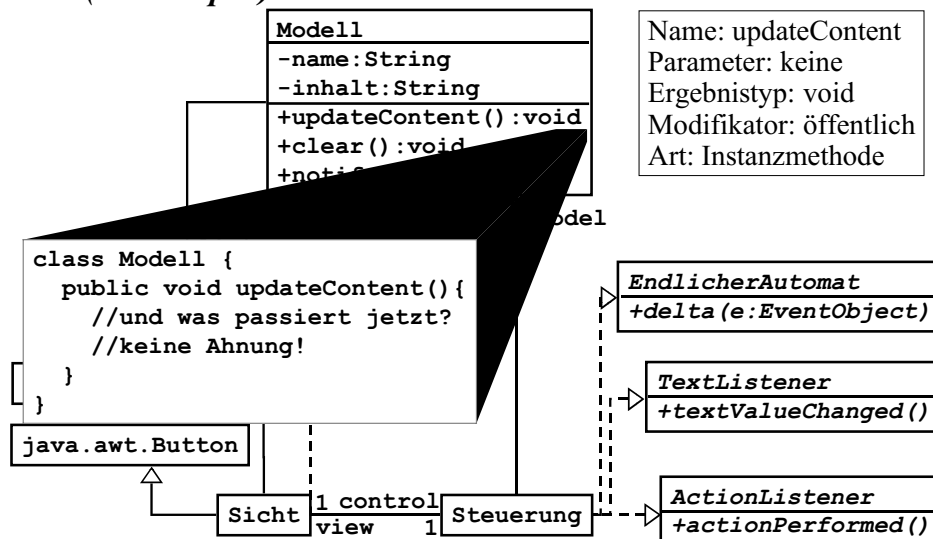 Modell
-name:String
-inhalt:String
+updateContent():void
+clear():void
Name: updateContent
Parameter: keine
Ergebnistyp: void
Modifikator: öffentlich
Art: Instanzmethode
class Modell {
public void updateContent(){
//und was passiert jetzt?
//keine Ahnung!
}
}
EndlicherAutomat
+delta(e:EventObject)
TextListener
+textValueChanged()
java.awt.Button
Sicht
1 control
view 1
Steuerung
ActionListener
+actionPerformed()